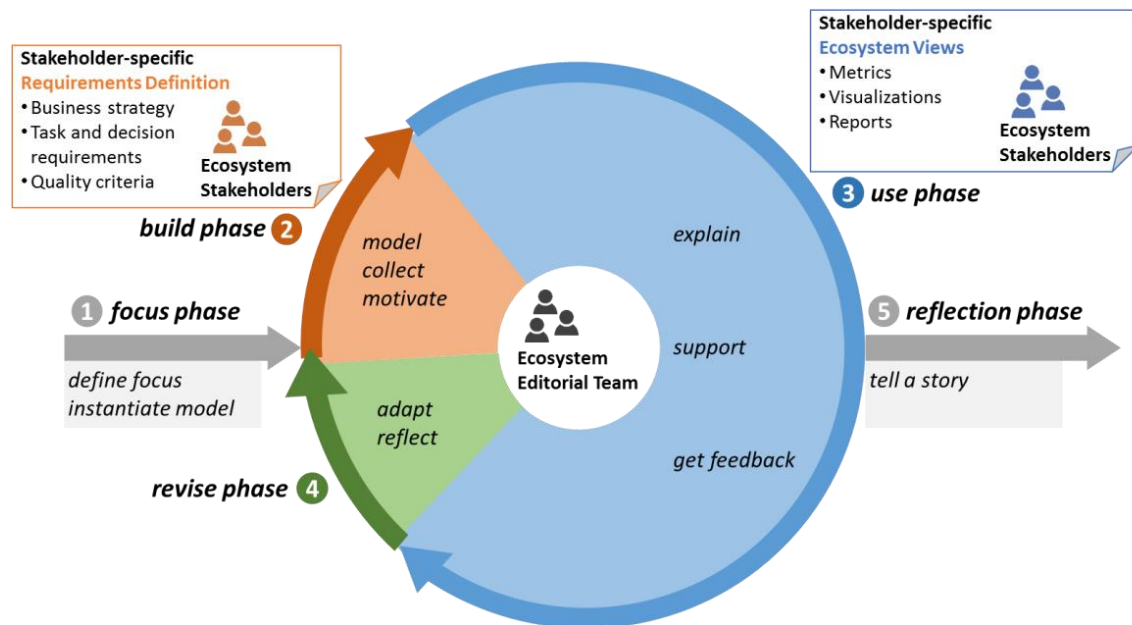 Stakeholder-specific
Requirements Definition
• Business strategy
• Task and decision
requirements
• Quality criteria
Ecosystem
Stakeholders
Stakeholder-specific
Ecosystem Views
• Metrics
• Visualizations
• Reports
Ecosystem
Stakeholders
build phase 2
3 use phase
model
collect
motivate
explain
1 focus phase
define focus
instantiate model
Ecosystem
Editorial Team
support
5 reflection phase
tell a story
adapt
reflect
get feedback
revise phase 4